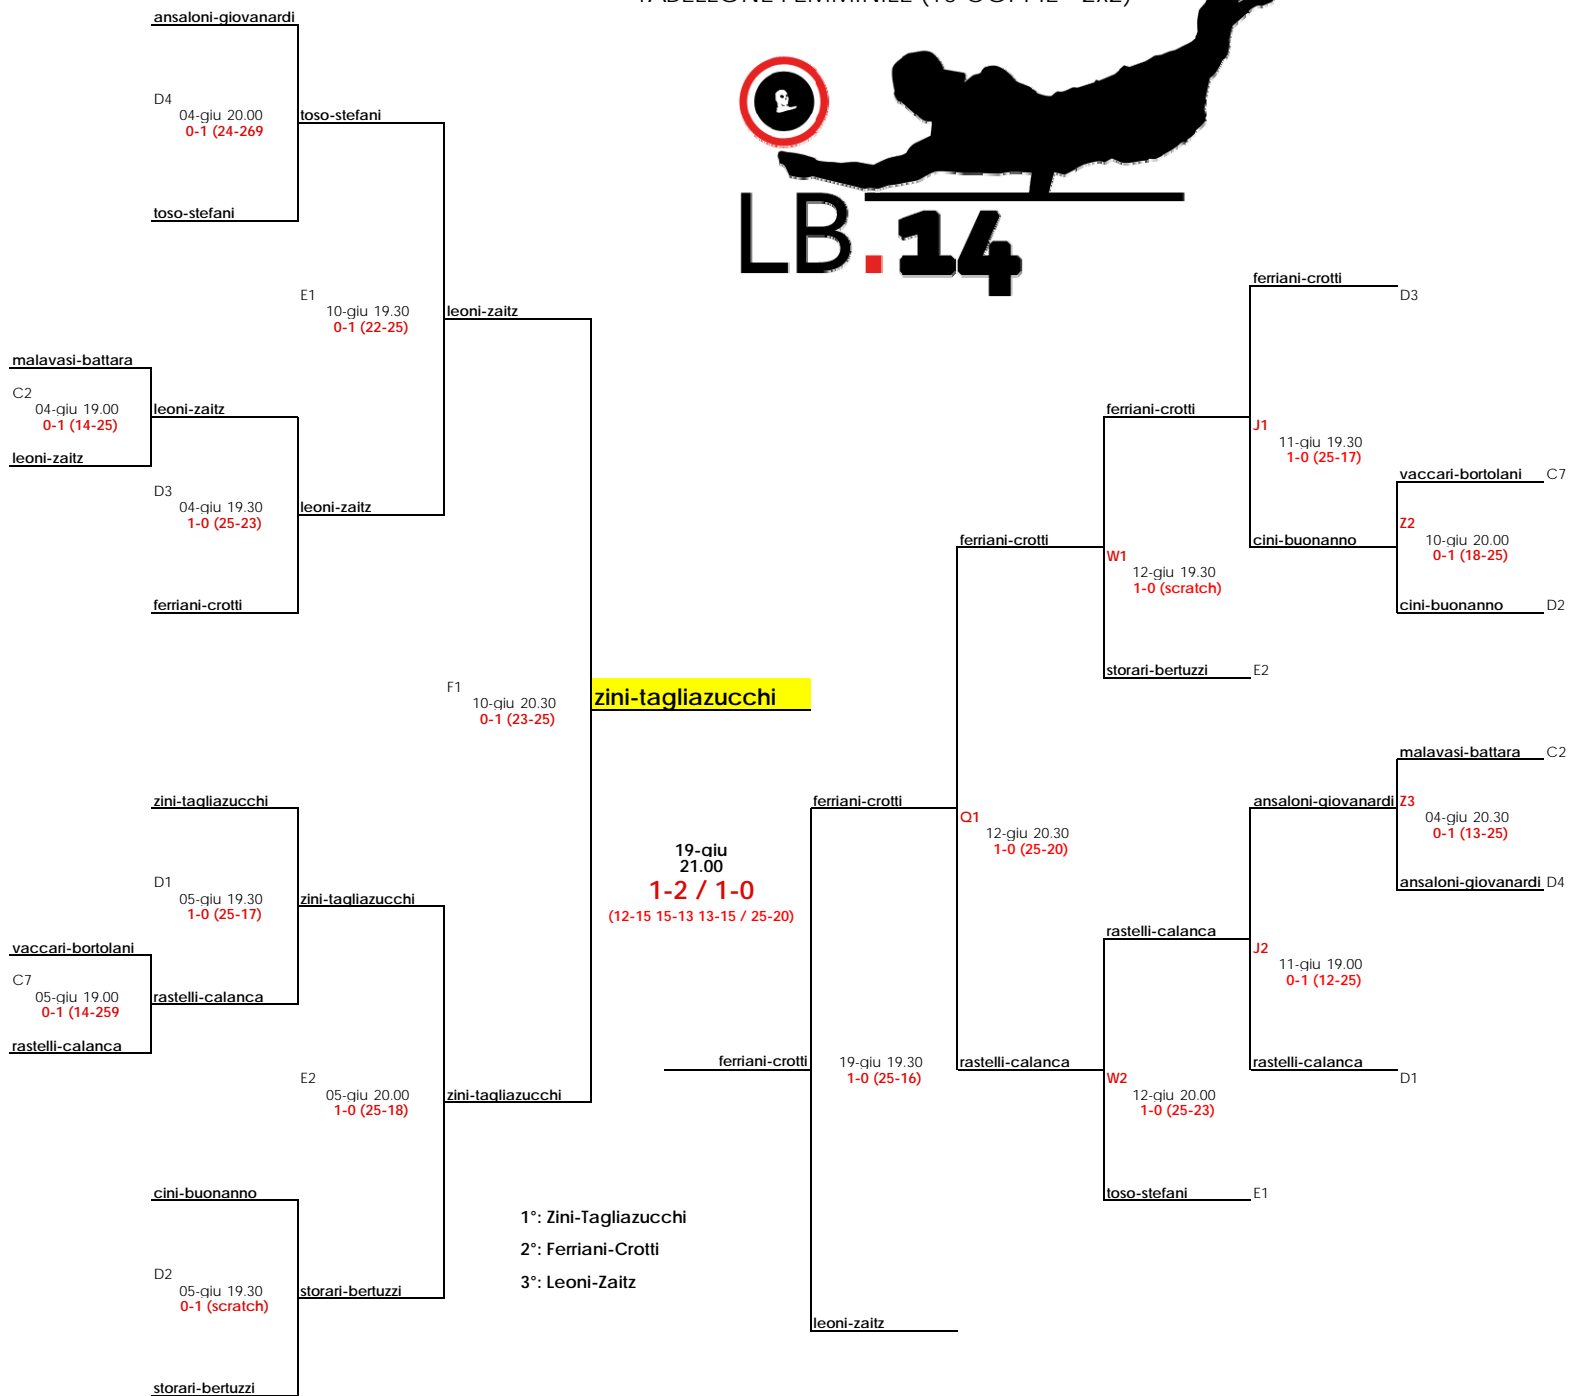 TABELLONE FEMMINILE (10 COPPIE - 2x2)
LB.14
ansaloni-giovanardi
D4
04-giu 20.00
0-1 (24-269
toso-stefani
toso-stefani
E1
10-giu 19.30
0-1 (22-25)
leoni-zaitz
malavasi-battara
C2
04-giu 19.00
0-1 (14-25)
leoni-zaitz
leoni-zaitz
D3
04-giu 19.30
1-0 (25-23)
leoni-zaitz
ferriani-crotti
F1
10-giu 20.30
0-1 (23-25)
zini-tagliazucchi
zini-tagliazucchi
D1
05-giu 19.30
1-0 (25-17)
zini-tagliazucchi
vaccari-bortolani
C7
05-giu 19.00
0-1 (14-259
rastelli-calanca
rastelli-calanca
E2
05-giu 20.00
1-0 (25-18)
zini-tagliazucchi
cini-buonanno
D2
05-giu 19.30
0-1 (scratch)
storari-bertuzzi
storari-bertuzzi
19-giu
21.00
1-2 / 1-0
(12-15 15-13 13-15 / 25-20)
1°: Zini-Tagliazucchi
2°: Ferriani-Crotti
3°: Leoni-Zaitz
ferriani-crotti
D3
ferriani-crotti
J1
11-giu 19.30
1-0 (25-17)
vaccari-bortolani C7
Z2
10-giu 20.00
0-1 (18-25)
cini-buonanno
cini-buonanno D2
ferriani-crotti
W1
12-giu 19.30
1-0 (scratch)
storari-bertuzzi E2
malavasi-battara C2
ansaloni-giovanardi
Z3
04-giu 20.30
0-1 (13-25)
ansaloni-giovanardi D4
ferriani-crotti
Q1
12-giu 20.30
1-0 (25-20)
rastelli-calanca
J2
11-giu 19.00
0-1 (12-25)
rastelli-calanca
D1
ferriani-crotti
19-giu 19.30
1-0 (25-16)
rastelli-calanca
W2
12-giu 20.00
1-0 (25-23)
toso-stefani E1
leoni-zaitz